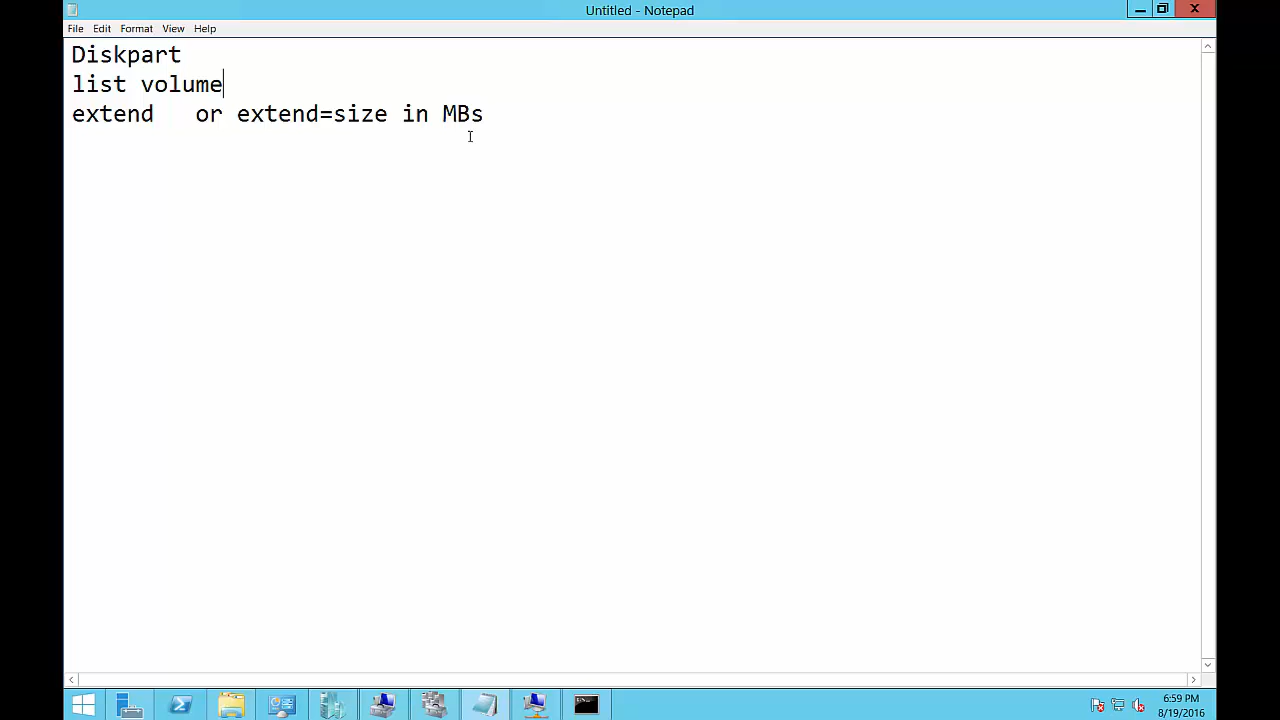 Untitled - Notepad
File Edit Format View Help
Diskpart
list volume
extend   or extend=size in MBs
6:59 PM
8/19/2016